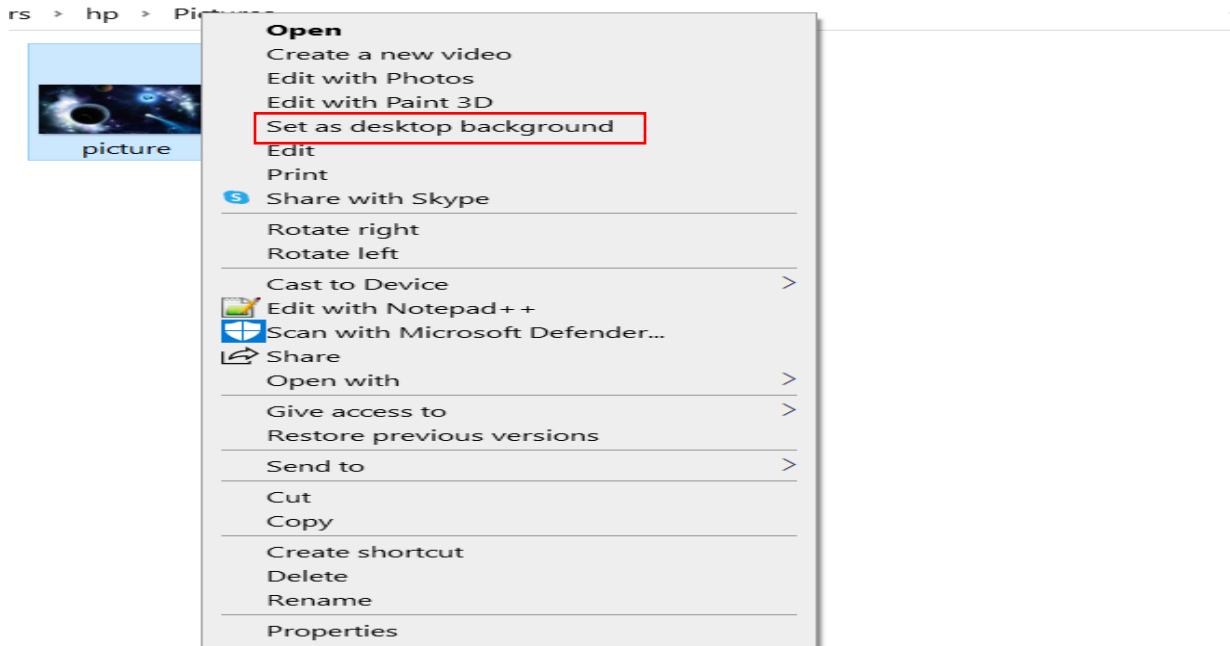 rs > hp > Pictures
picture
Open
Create a new video
Edit with Photos
Edit with Paint 3D
Set as desktop background
Edit
Print
Share with Skype
Rotate right
Rotate left
Cast to Device >
Edit with Notepad++
Scan with Microsoft Defender...
Share
Open with >
Give access to >
Restore previous versions
Send to >
Cut
Copy
Create shortcut
Delete
Rename
Properties